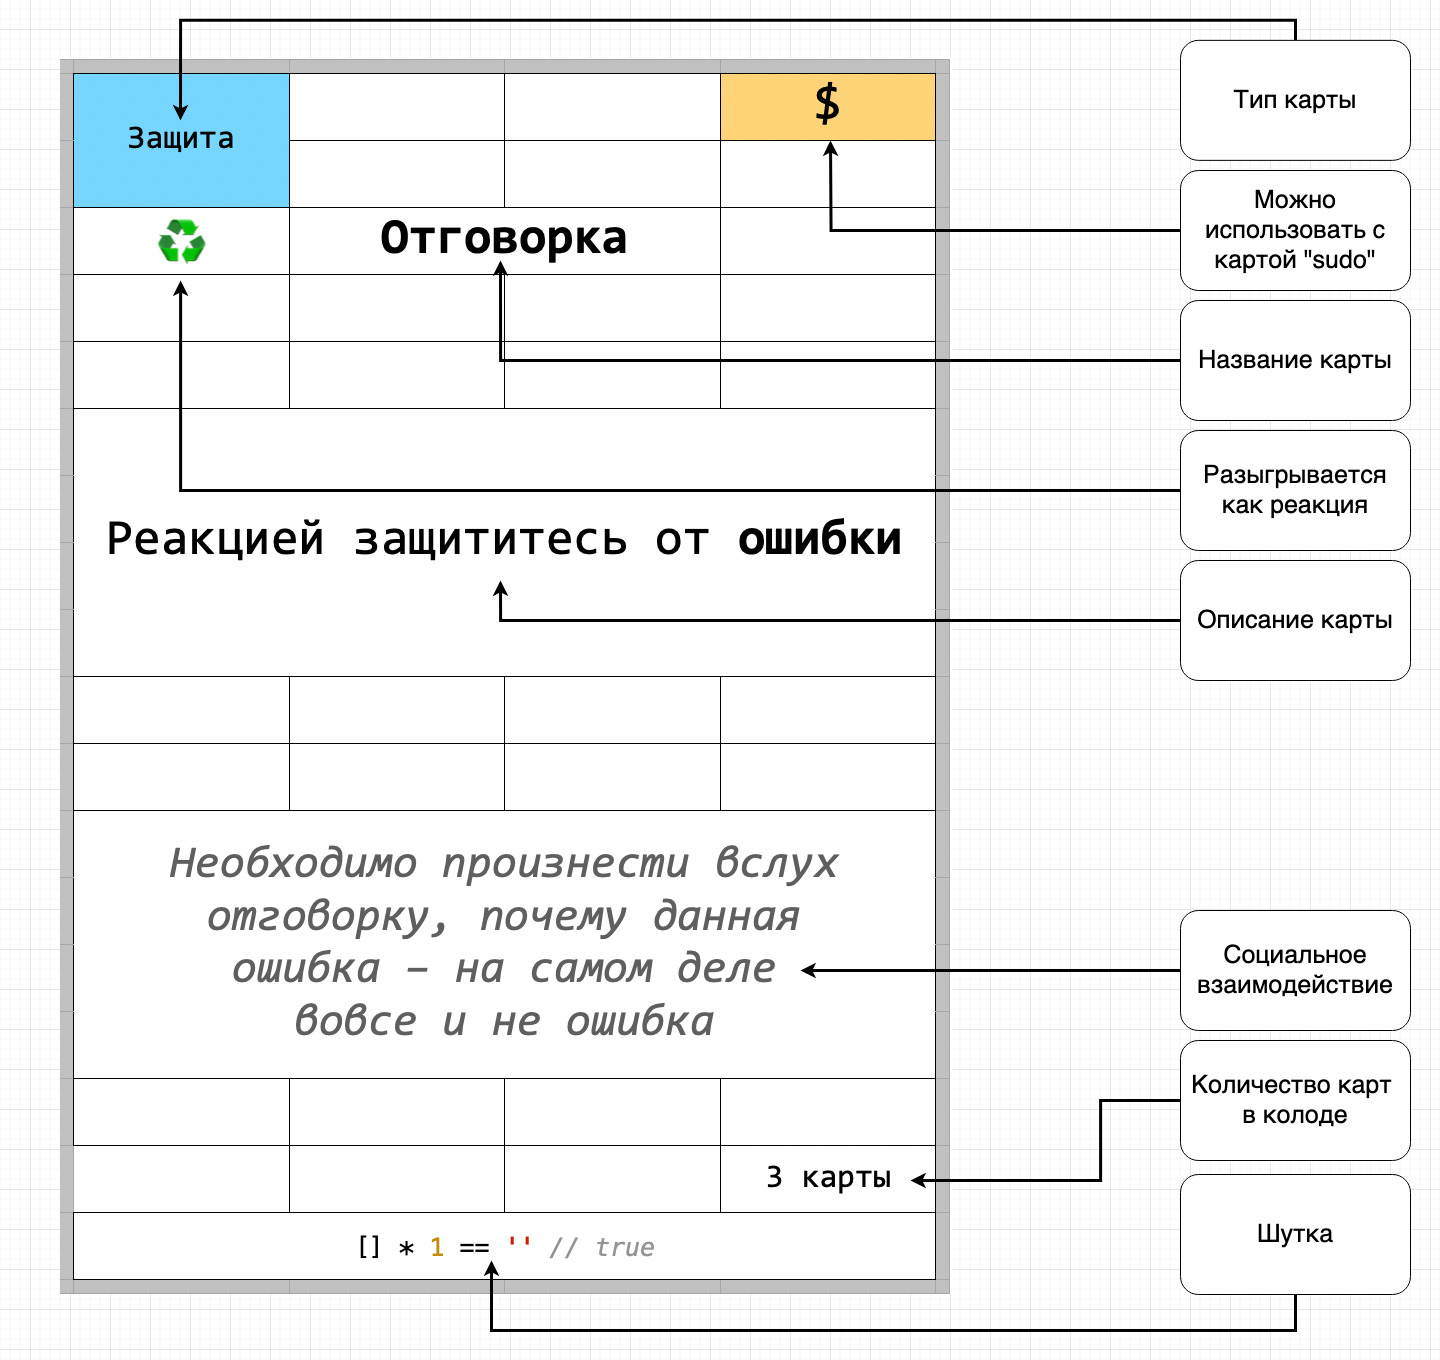 Защита
$
Отговорка
Реакцией защититесь от ошибки
Необходимо произнести вслух
отговорку, почему данная
ошибка – на самом деле
вовсе и не ошибка
3 карты
[] * 1 == '' // true
Тип карты
Можно
использовать с
картой "sudo"
Название карты
Разыгрывается
как реакция
Описание карты
Социальное
взаимодействие
Количество карт
в колоде
Шутка